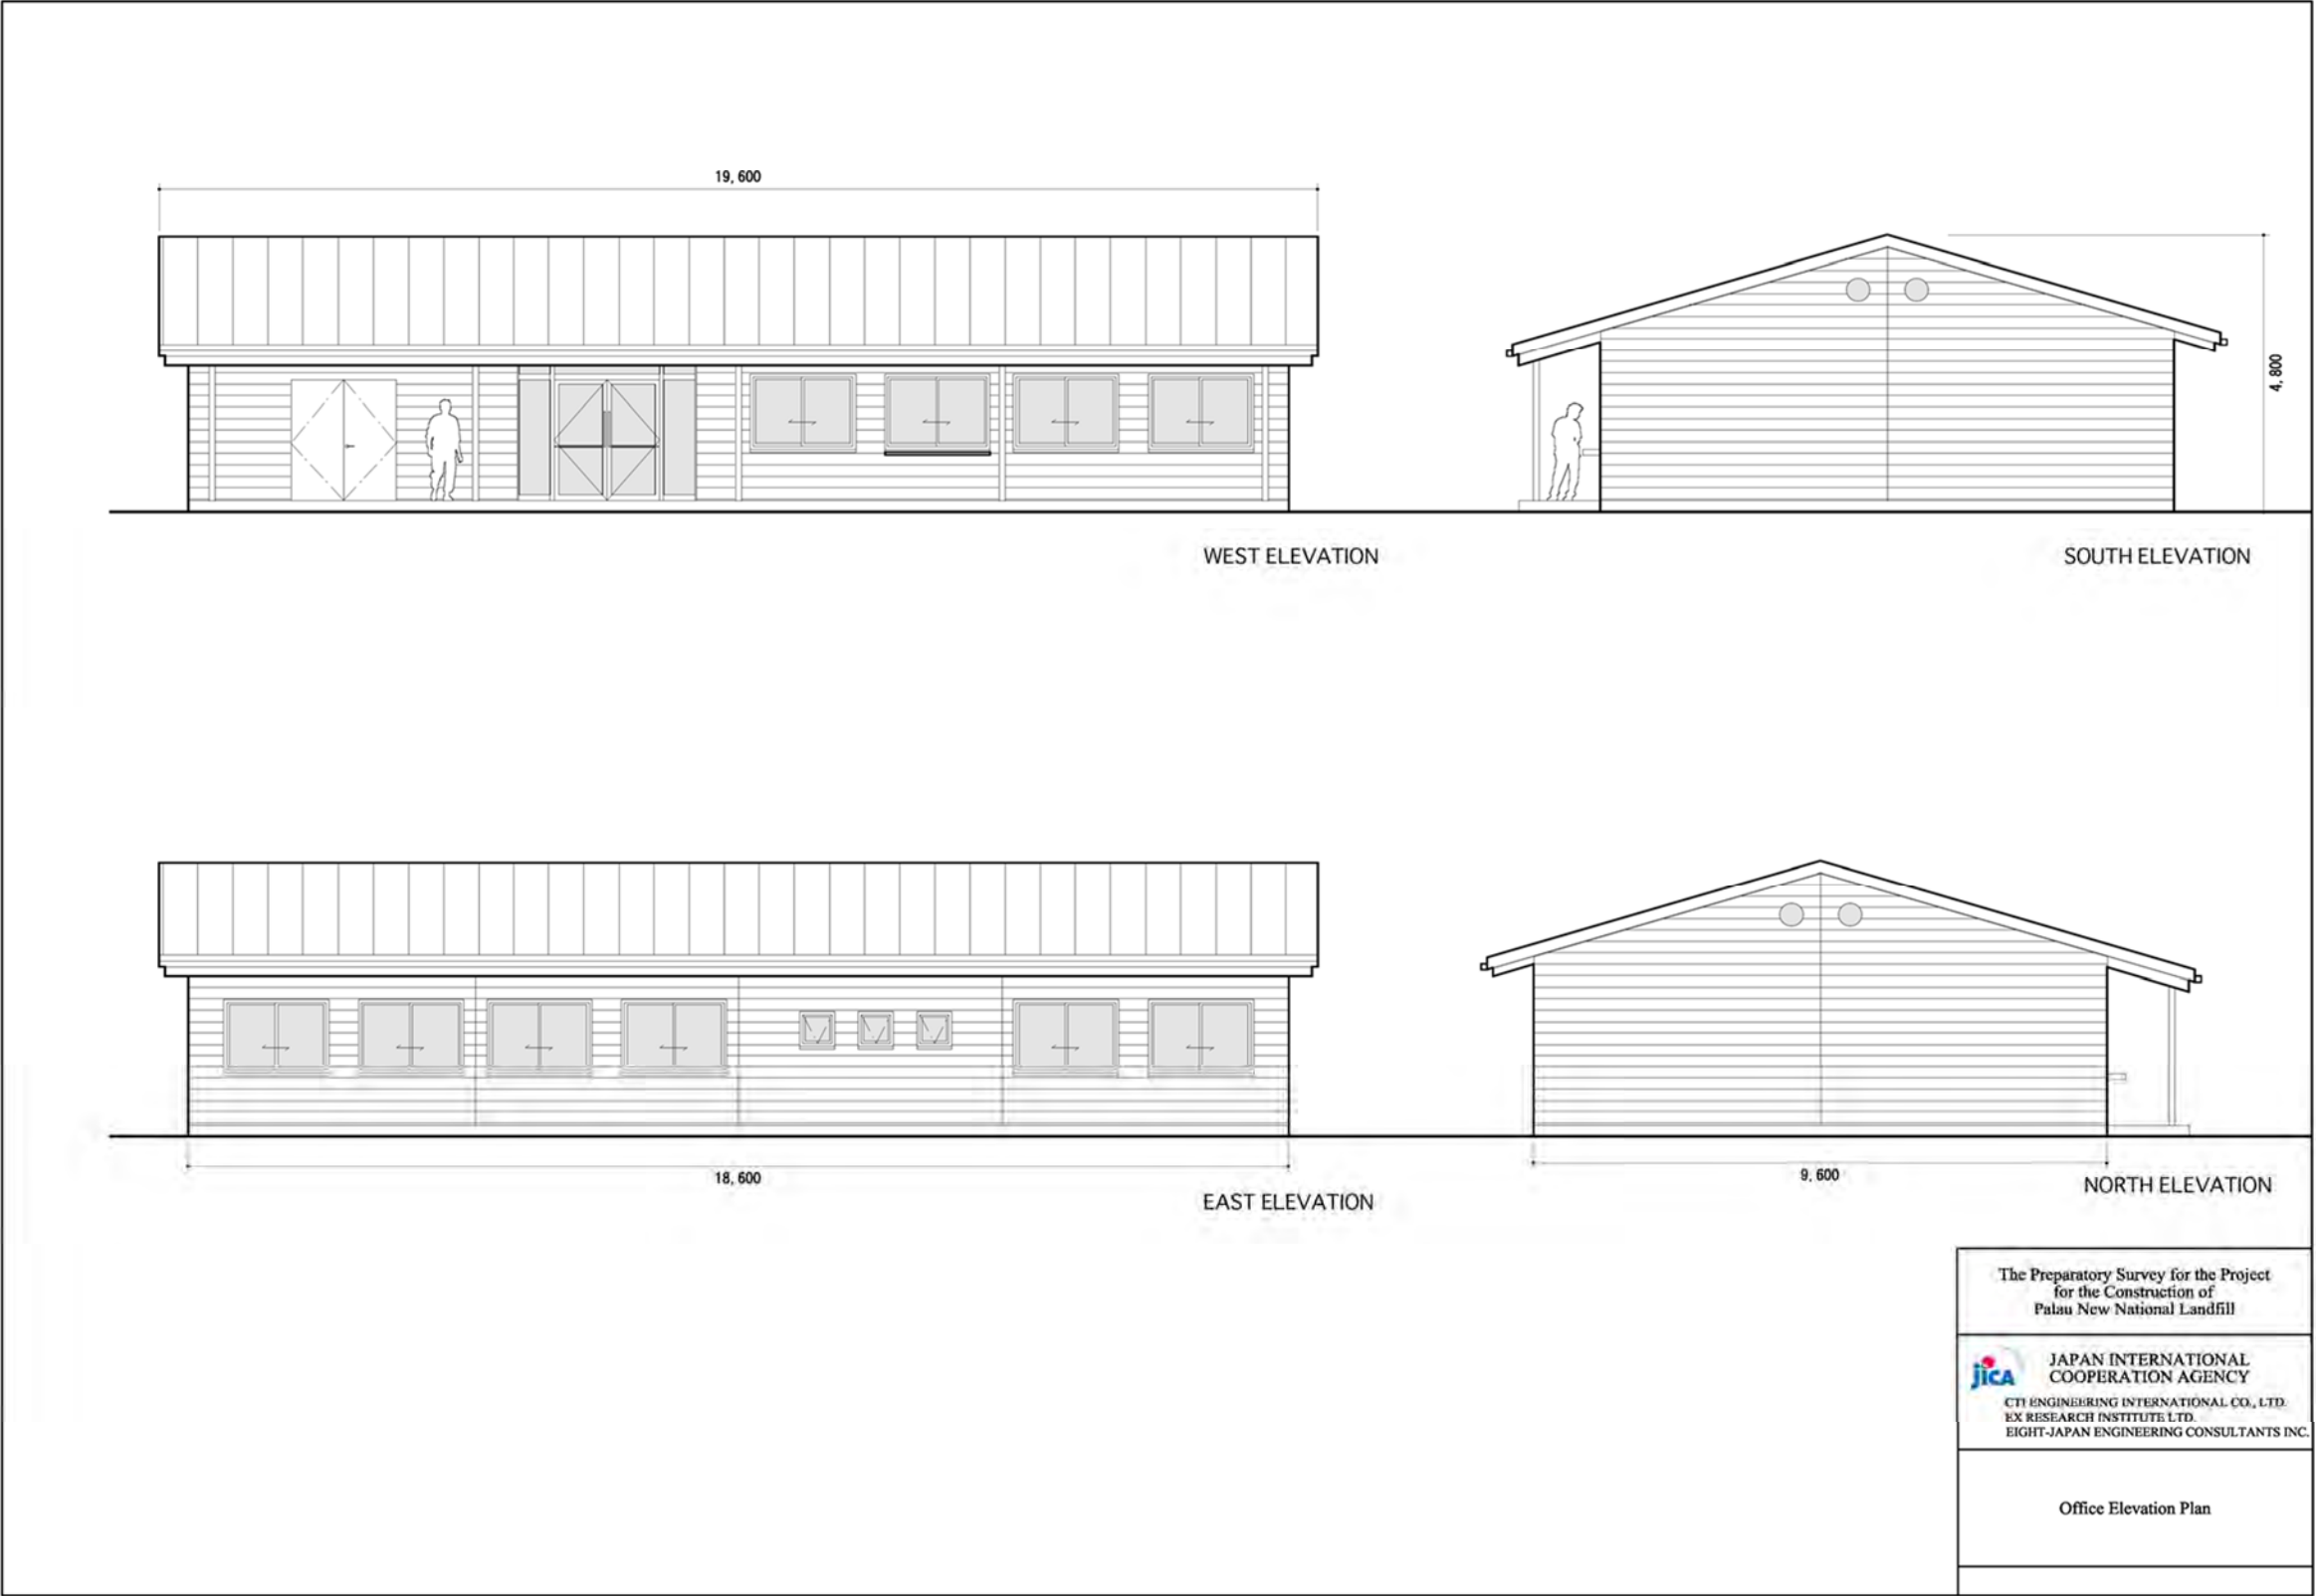 19,600
4,800
WEST ELEVATION
SOUTH ELEVATION
18,600
9,600
EAST ELEVATION
NORTH ELEVATION
The Preparatory Survey for the Project
for the Construction of
Palau New National Landfill
jica
JAPAN INTERNATIONAL
COOPERATION AGENCY
CTI ENGINEERING INTERNATIONAL CO., LTD.
EX RESEARCH INSTITUTE LTD.
EIGHT-JAPAN ENGINEERING CONSULTANTS INC.
Office Elevation Plan